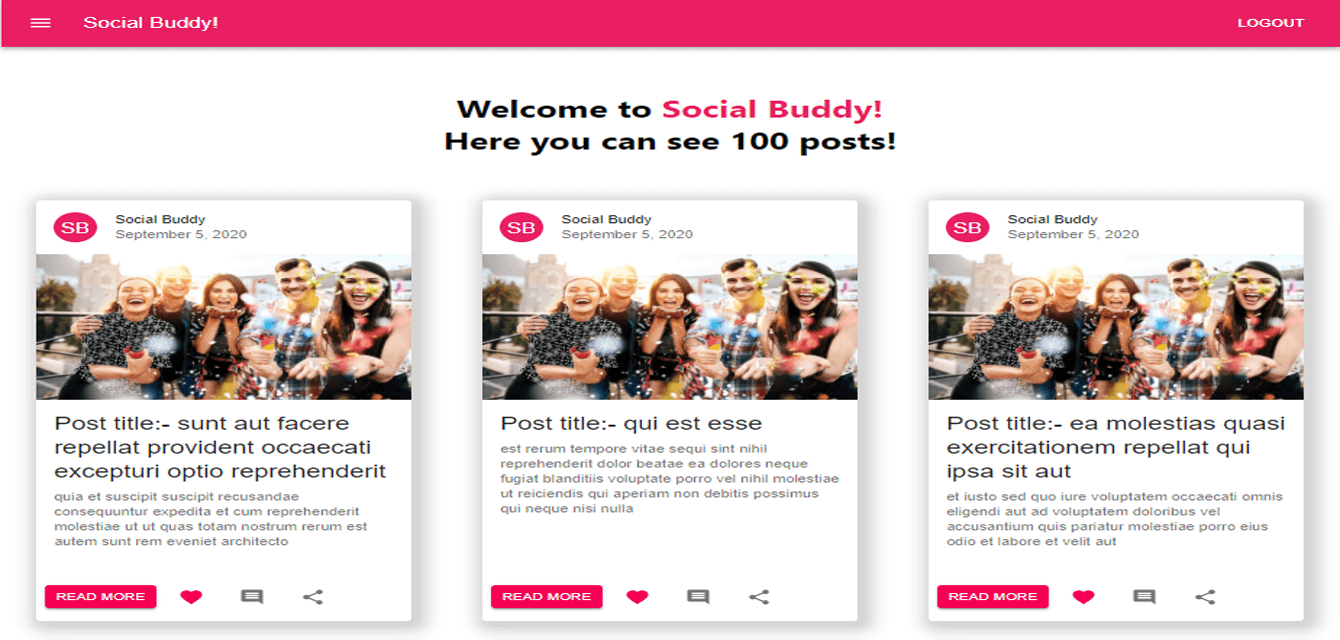 Social Buddy!
LOGOUT
Welcome to Social Buddy!
Here you can see 100 posts!
SB
Social Buddy
September 5, 2020
Post title:- sunt aut facere
repellat provident occaecati
excepturi optio reprehenderit
quia et suscipit suscipit recusandae
consequuntur expedita et cum reprehenderit
molestiae ut ut quas totam nostrum rerum est
autem sunt rem eveniet architecto
READ MORE
SB
Social Buddy
September 5, 2020
Post title:- qui est esse
est rerum tempore vitae sequi sint nihil
reprehenderit dolor beatae ea dolores neque
fugiat blanditiis voluptate porro vel nihil molestiae
ut reiciendis qui aperiam non debitis possimus
qui neque nisi nulla
READ MORE
SB
Social Buddy
September 5, 2020
Post title:- ea molestias quasi
exercitationem repellat qui
ipsa sit aut
et iusto sed quo iure voluptatem occaecati omnis
eligendi aut ad voluptatem doloribus vel
accusantium quis pariatur molestiae porro eius
odio et labore et velit aut
READ MORE